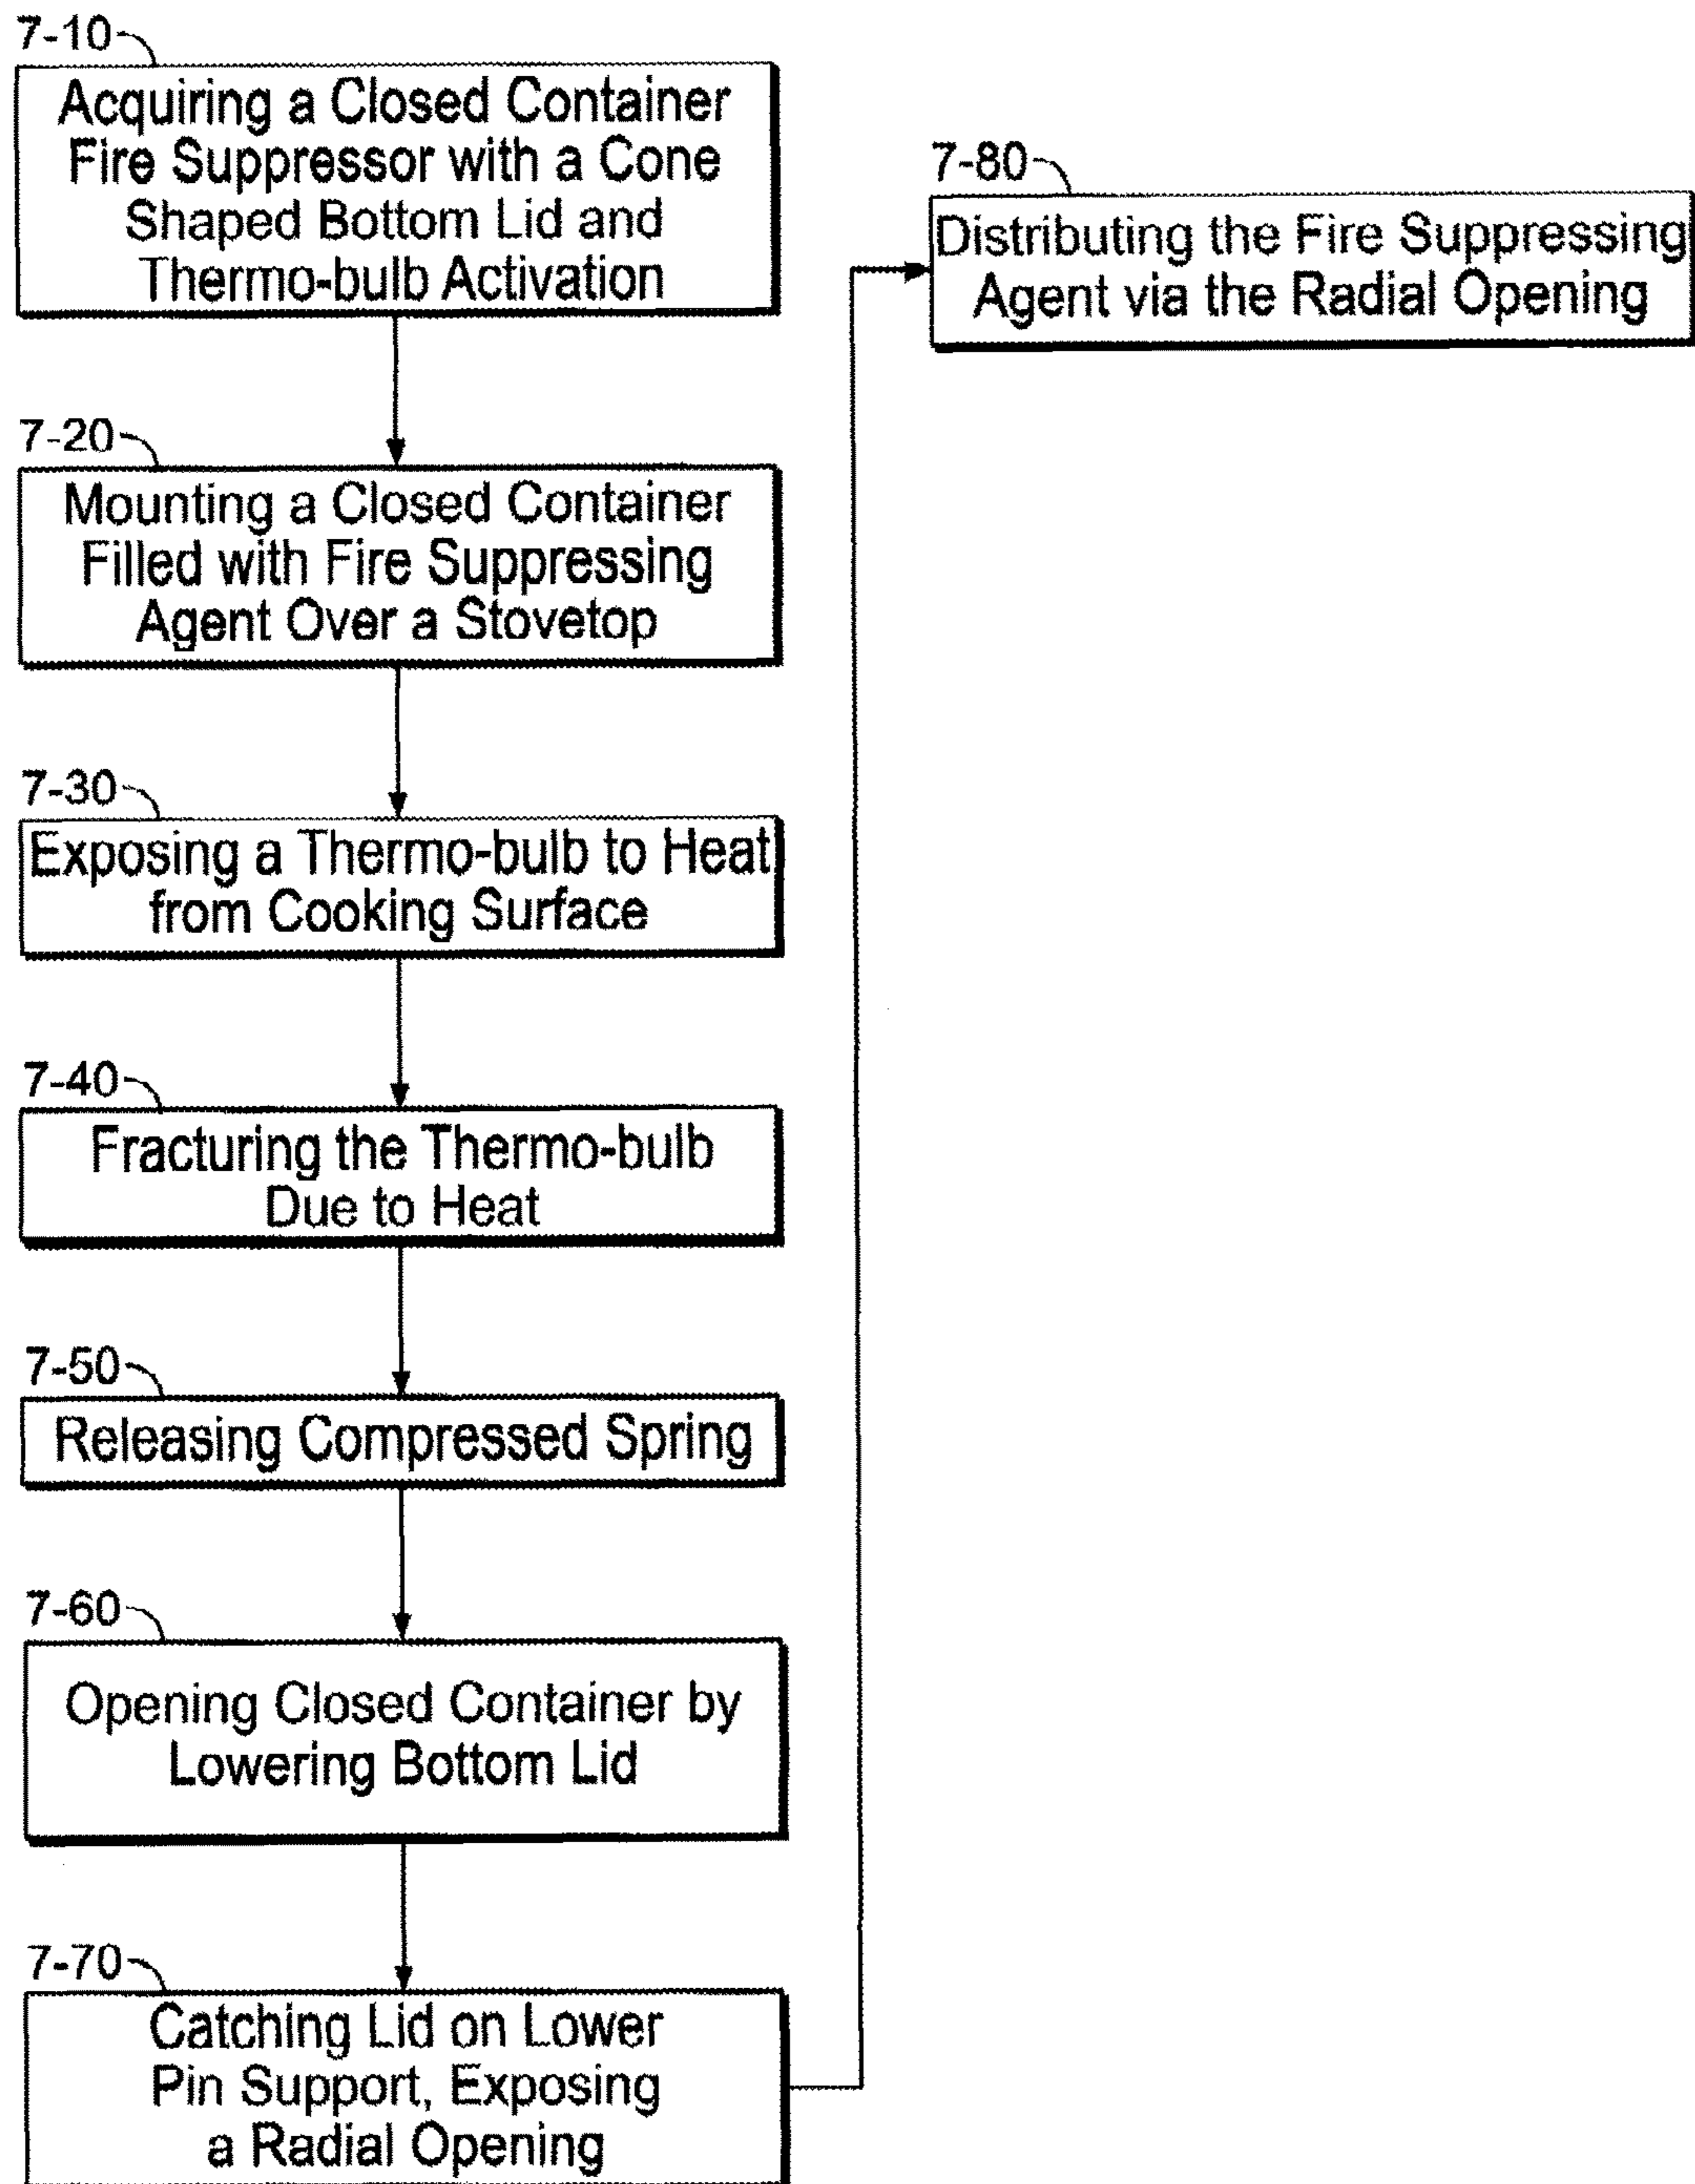 7-10
Acquiring a Closed Container
Fire Suppressor with a Cone
Shaped Bottom Lid and
Thermo-bulb Activation
7-20
Mounting a Closed Container
Filled with Fire Suppressing
Agent Over a Stovetop
7-30
Exposing a Thermo-bulb to Heat
from Cooking Surface
7-40
Fracturing the Thermo-bulb
Due to Heat
7-50
Releasing Compressed Spring
7-60
Opening Closed Container by
Lowering Bottom Lid
7-70
Catching Lid on Lower
Pin Support, Exposing
a Radial Opening
7-80
Distributing the Fire Suppressing
Agent via the Radial Opening